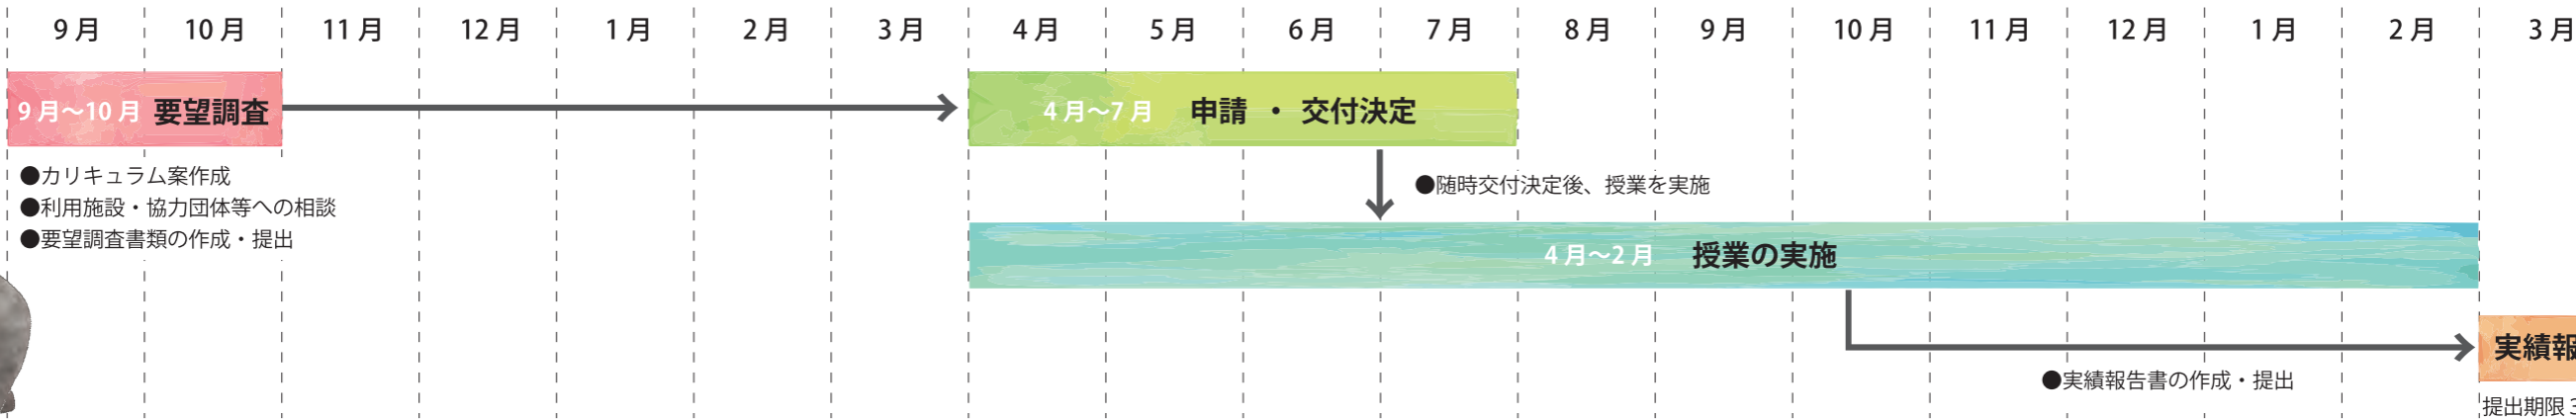 9月 10月 11月 12月 1月 2月 3月 4月 5月 6月 7月 8月 9月 10月 11月 12月 1月 2月 3月
9月～10月 要望調査
4月～7月 申請 ・ 交付決定
●カリキュラム案作成
●利用施設・協力団体等への相談
●要望調査書類の作成・提出
●随時交付決定後、授業を実施
4月～2月 授業の実施
実績報
●実績報告書の作成・提出
提出期限